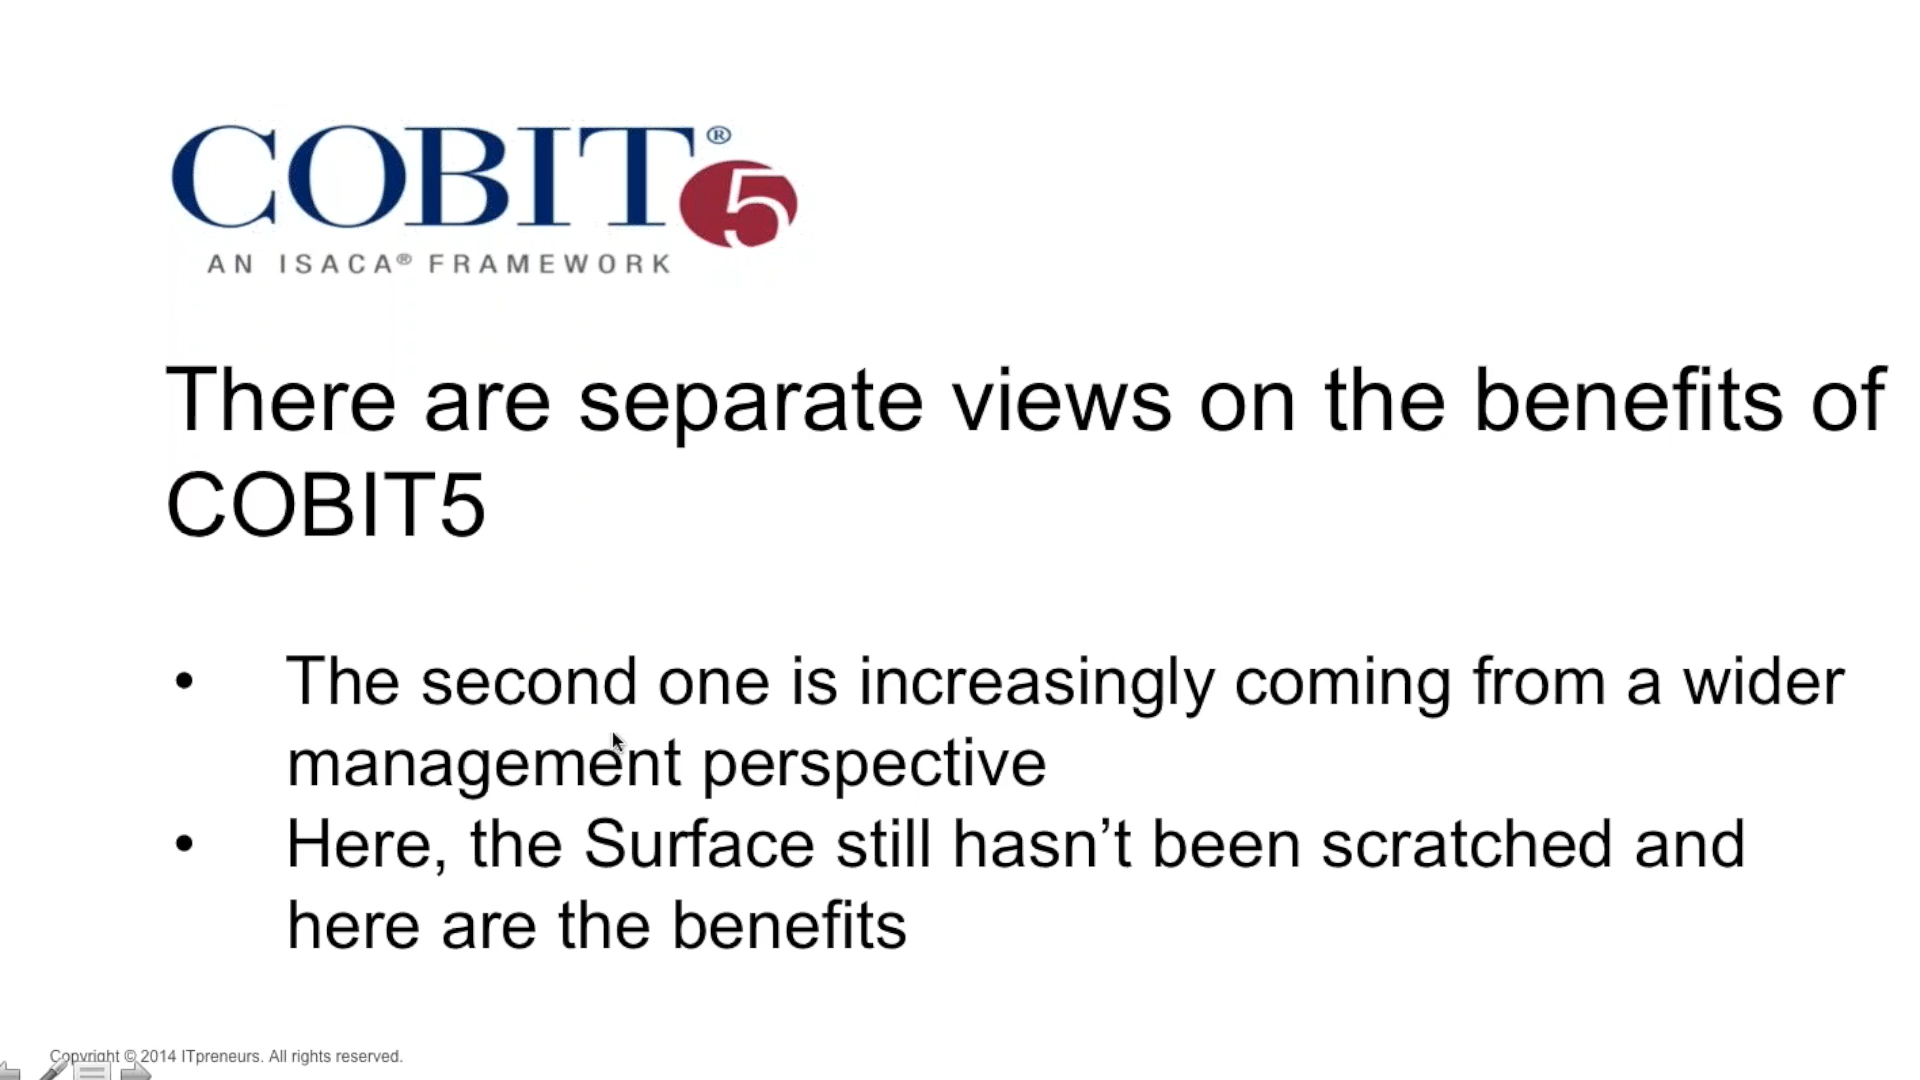 COBIT® 5
AN ISACA® FRAMEWORK
There are separate views on the benefits of
COBIT5
• The second one is increasingly coming from a wider
management perspective
• Here, the Surface still hasn’t been scratched and
here are the benefits
Copyright © 2014 ITpreneurs. All rights reserved.